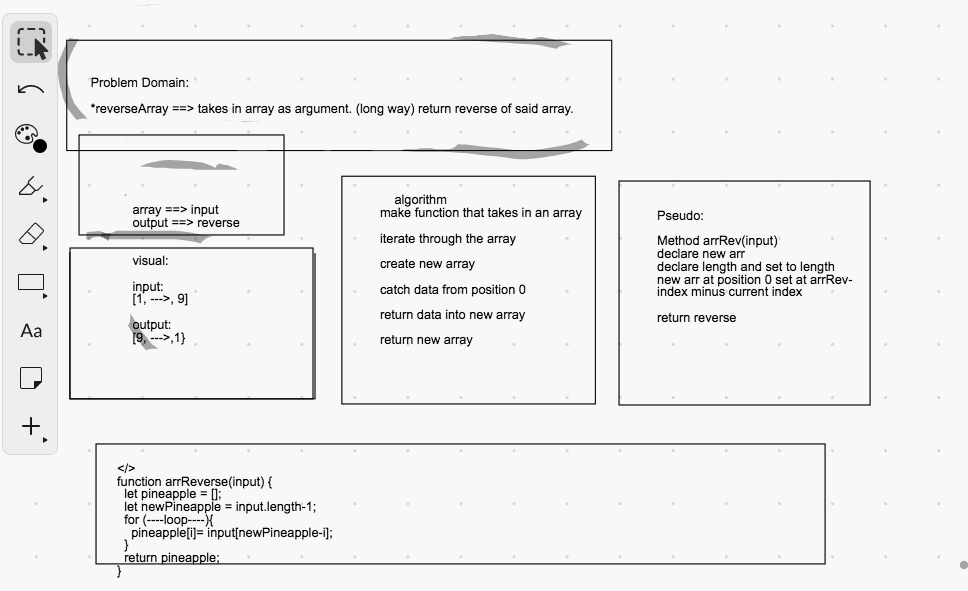 Problem Domain:
*reverseArray ==> takes in array as argument. (long way) return reverse of said array.
array ==> input
output ==> reverse
visual:
input:
[1, --->, 9]
output:
[9, --->,1}
algorithm
make function that takes in an array
iterate through the array
create new array
catch data from position 0
return data into new array
return new array
Pseudo:
Method arrRev(input)
declare new arr
declare length and set to length
new arr at position 0 set at arrRev-
index minus current index
return reverse
</>
function arrReverse(input) {
let pineapple = [];
let newPineapple = input.length-1;
for (----loop----){
pineapple[i]= input[newPineapple-i];
}
return pineapple;
}
Aa